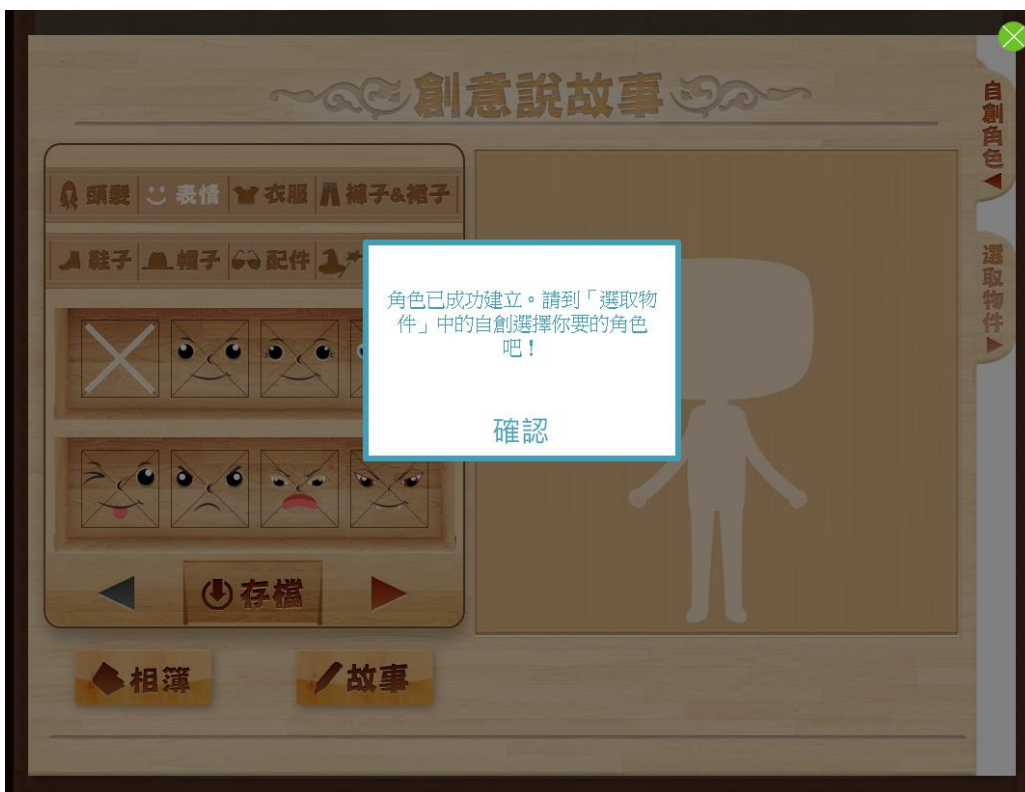 創意說故事
自創角色
選取物件
頭髮 表情 衣服 褲子&裙子
鞋子 帽子 配件
角色已成功建立。請到「選取物
件」中的自創選擇你要的角色
吧！
確認
存檔
相簿 故事